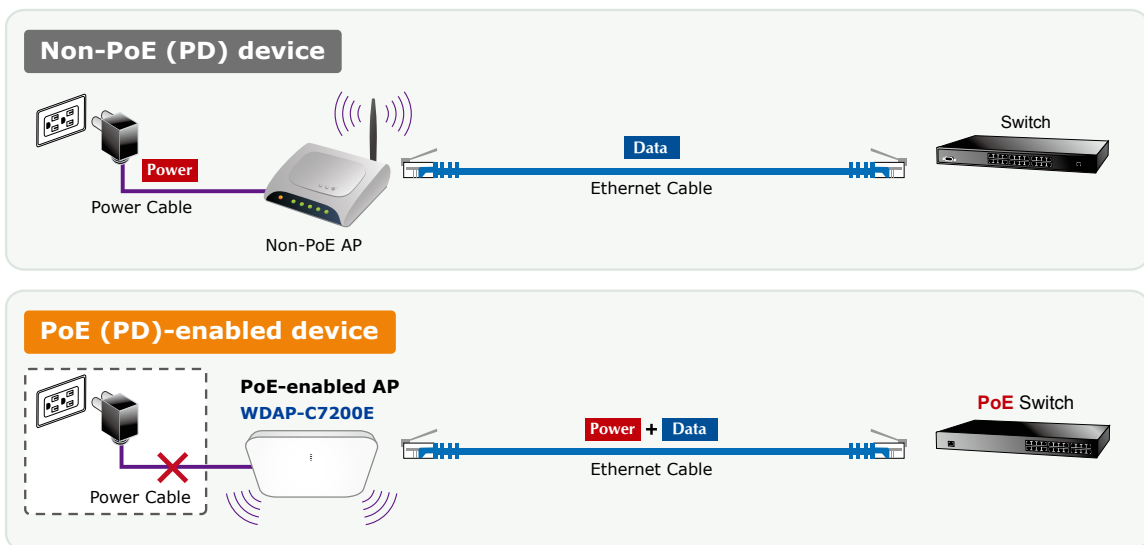 Non-PoE (PD) device
Switch
Power
Data
Power Cable
Ethernet Cable
Non-PoE AP
PoE (PD)-enabled device
PoE-enabled AP
WDAP-C7200E
PoE Switch
Power + Data
Power Cable
Ethernet Cable